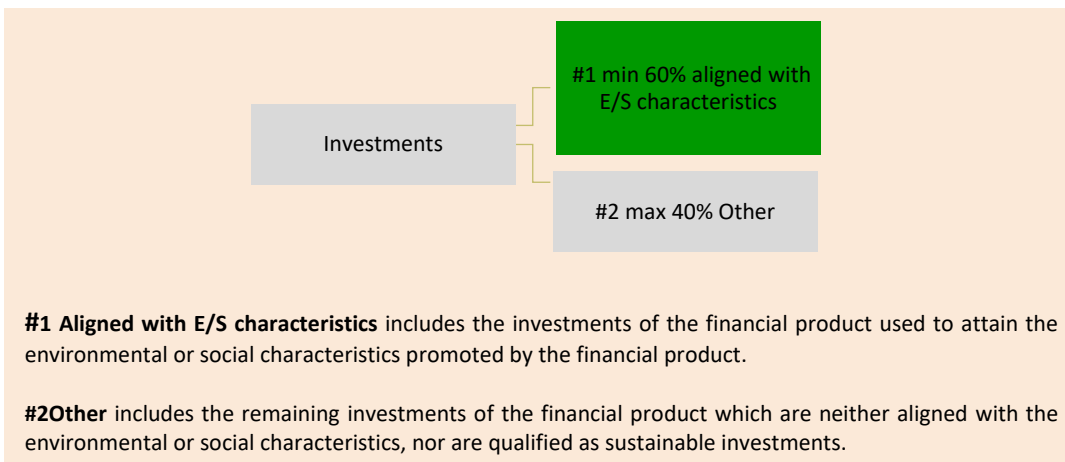 #1 min 60% aligned with
E/S characteristics
Investments
#2 max 40% Other
#1 Aligned with E/S characteristics includes the investments of the financial product used to attain the
environmental or social characteristics promoted by the financial product.
#2Other includes the remaining investments of the financial product which are neither aligned with the
environmental or social characteristics, nor are qualified as sustainable investments.